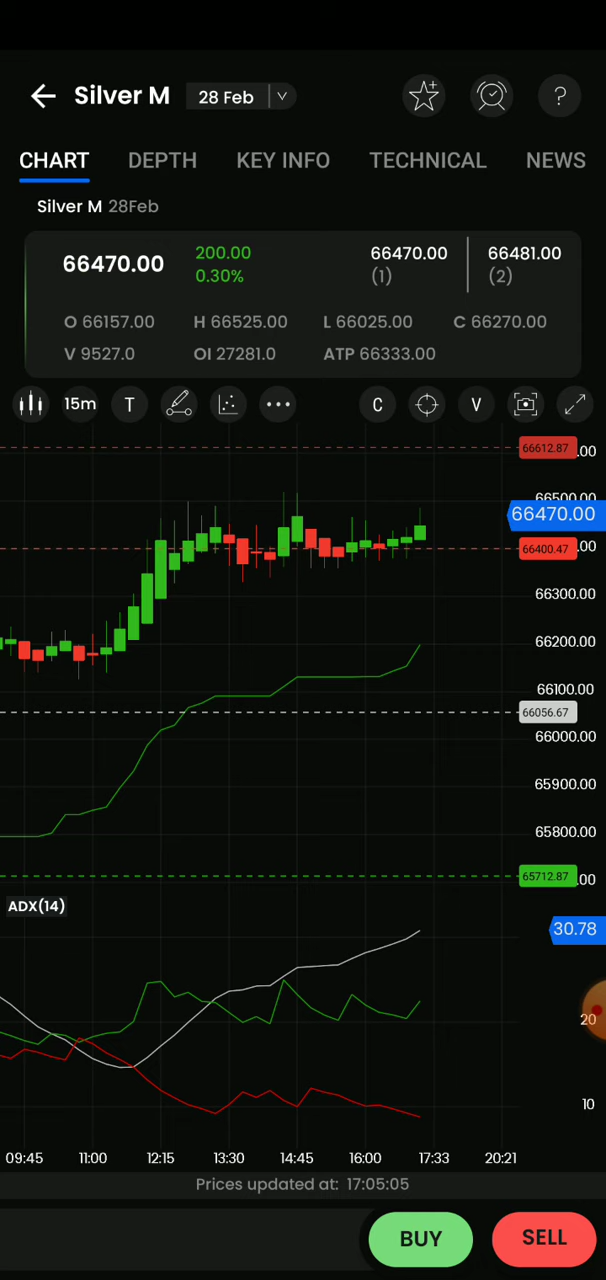 Silver M 28 Feb
CHART DEPTH KEY INFO TECHNICAL NEWS
Silver M 28Feb
66470.00 200.00 66470.00 66481.00
0.30% (1) (2)
O 66157.00 H 66525.00 L 66025.00 C 66270.00
V 9527.0 OI 27281.0 ATP 66333.00
15m T C V
66612.87 .00
66500.00
66470.00
66400.47 .00
66300.00
66200.00
66100.00
66056.67
66000.00
65900.00
65800.00
65712.87 .00
ADX(14)
30.78
20
10
09:45 11:00 12:15 13:30 14:45 16:00 17:33 20:21
Prices updated at: 17:05:05
BUY SELL